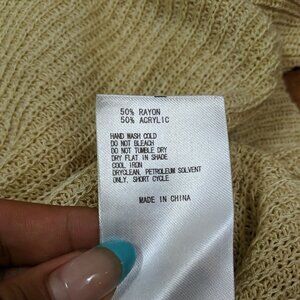 50% RAYON
50% ACRYLIC
HAND WASH COLD
DO NOT BLEACH
DO NOT TUMBLE DRY
DRY FLAT IN SHADE
COOL IRON
DRYCLEAN, PETROLEUM SOLVENT
ONLY, SHORT CYCLE
MADE IN CHINA